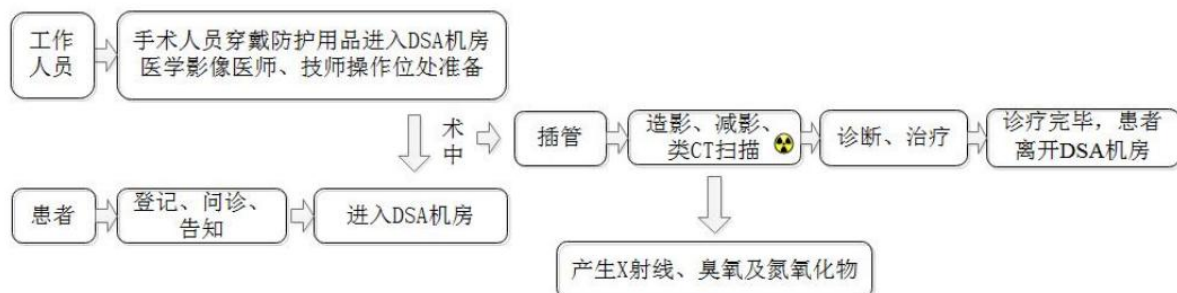 工作
人员
手术人员穿戴防护用品进入DSA机房
医学影像医师、技师操作位处准备
术
中
插管
造影、减影、
类CT扫描
诊断、治疗
诊疗完毕，患者
离开DSA机房
患者
登记、问诊、
告知
进入DSA机房
产生X射线、臭氧及氮氧化物